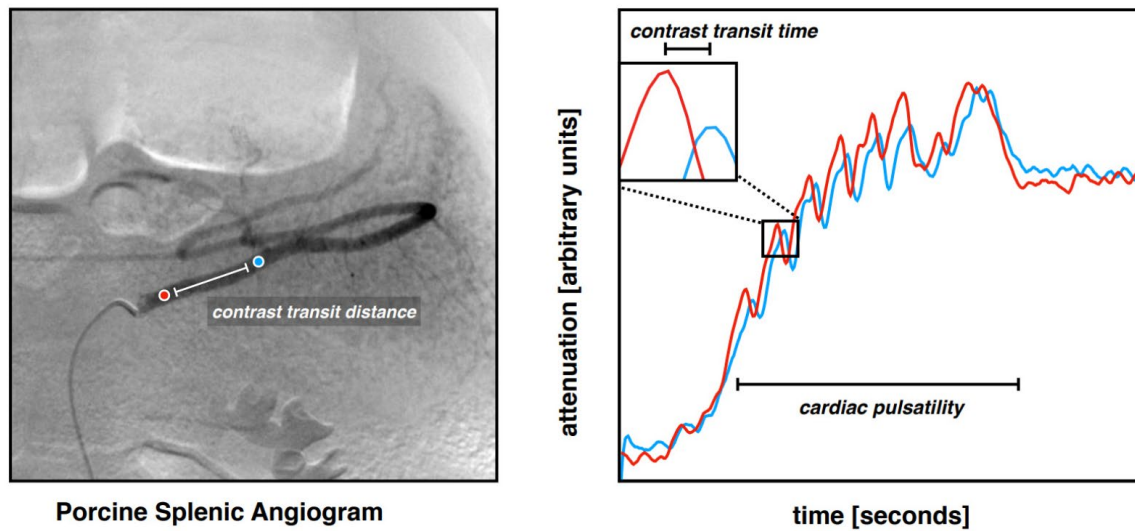 contrast transit distance
Porcine Splenic Angiogram
contrast transit time
attenuation [arbitrary units]
cardiac pulsatility
time [seconds]